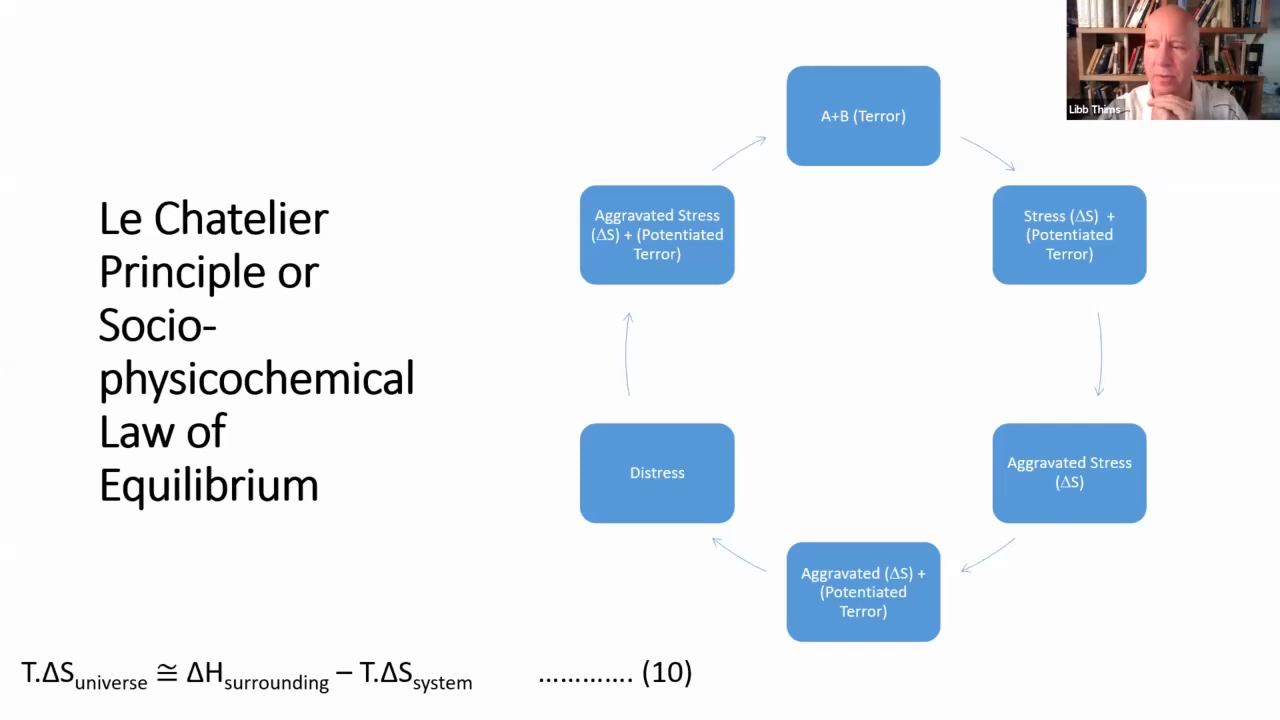 Le Chatelier
Principle or
Socio-
physicochemical
Law of
Equilibrium
A+B (Terror)
Stress (ΔS) +
(Potentiated
Terror)
Aggravated Stress
(ΔS)
Aggravated (ΔS) +
(Potentiated
Terror)
Distress
Aggravated Stress
(ΔS) + (Potentiated
Terror)
T.ΔSuniverse ≅ ΔHsurrounding – T.ΔSsystem …………. (10)
Libb Thims